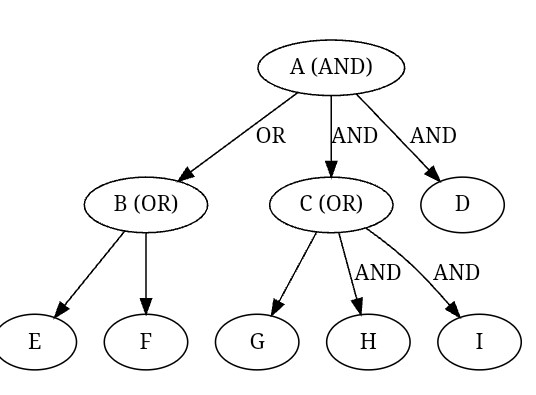 A (AND)
OR
AND
AND
B (OR)
C (OR)
D
AND
AND
E
F
G
H
I